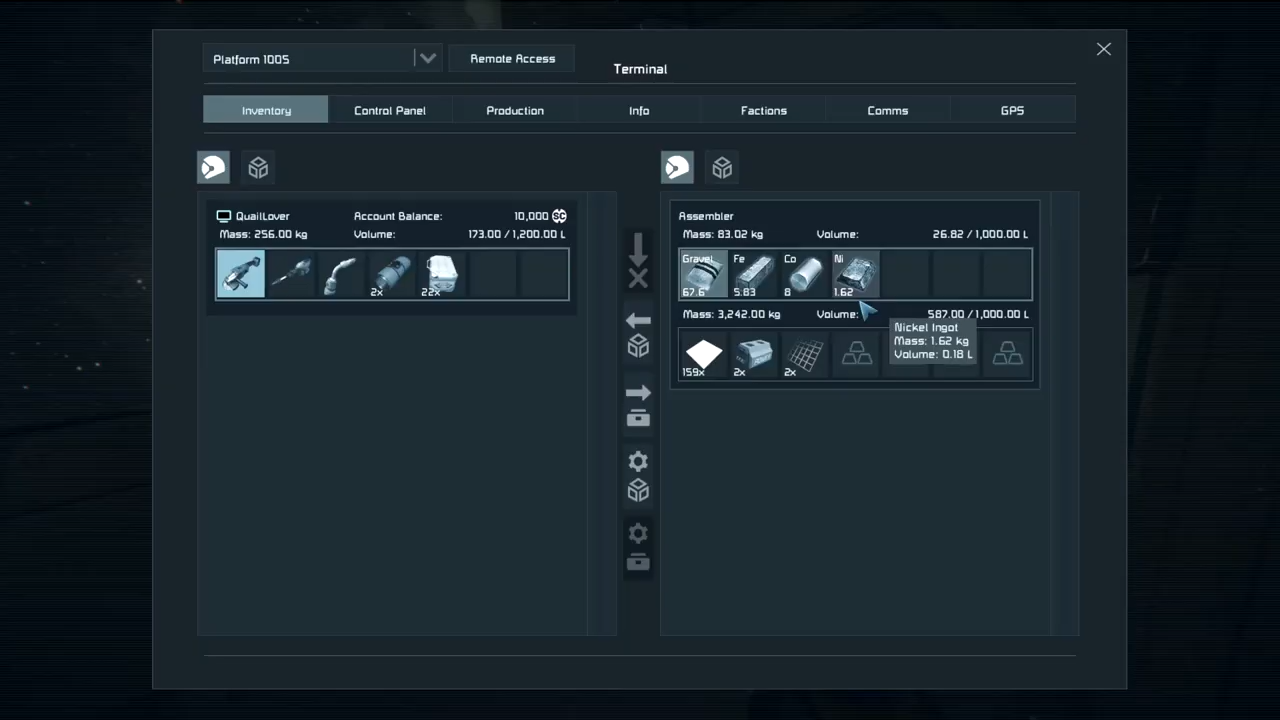 Platform 1005
Remote Access
Terminal
Inventory
Control Panel
Production
Info
Factions
Comms
GPS
QuailLover
Account Balance:
10,000 SC
Mass: 256.00 kg
Volume:
173.00 / 1,200.00 L
2x
22x
Assembler
Mass: 83.02 kg
Volume:
26.82 / 1,000.00 L
Gravel
67.6
Fe
5.83
Co
8
Ni
1.62
Mass: 3,242.00 kg
Volume:
587.00 / 1,000.00 L
Nickel Ingot
Mass: 1.62 kg
Volume: 0.18 L
159x
2x
2x